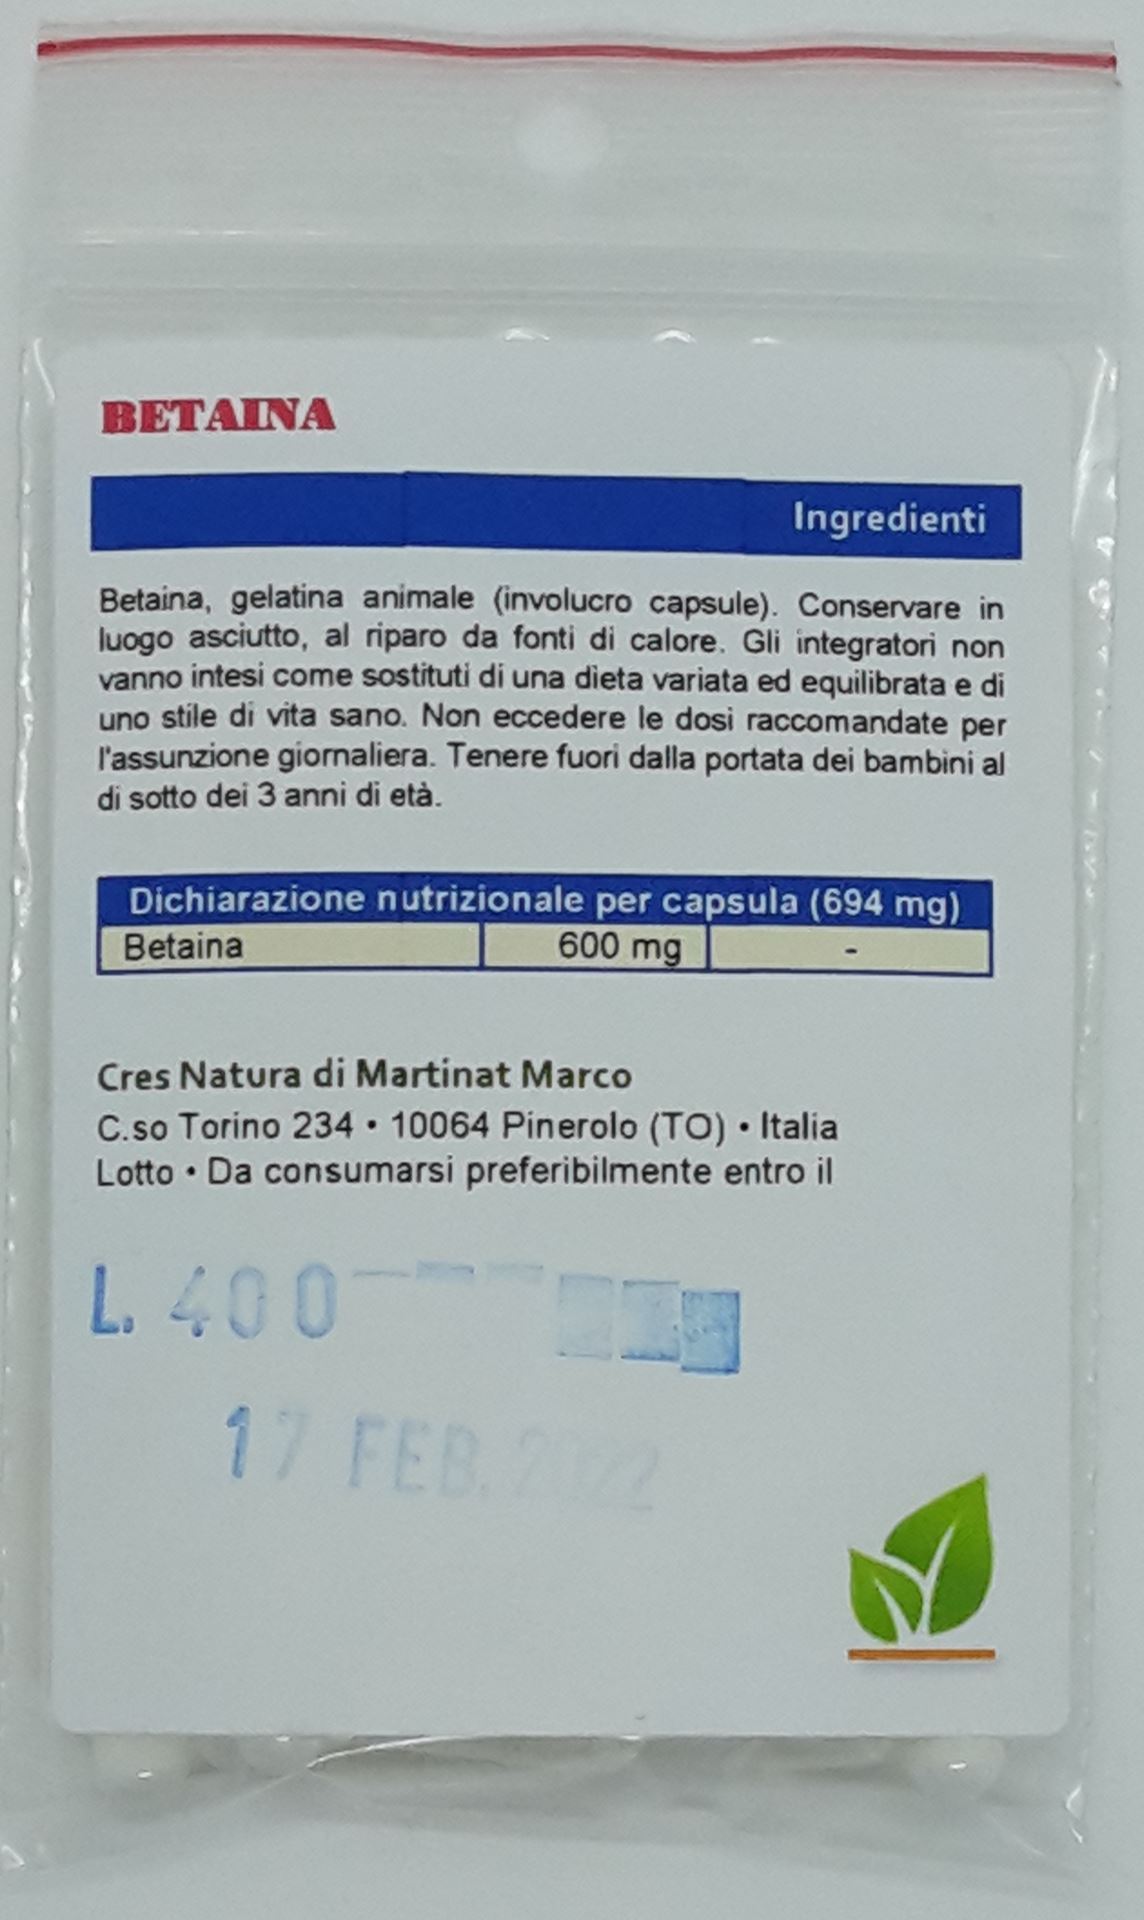 BETAINA
Ingredienti
Betaina, gelatina animale (involucro capsule). Conservare in
luogo asciutto, al riparo da fonti di calore. Gli integratori non
vanno intesi come sostituti di una dieta variata ed equilibrata e di
uno stile di vita sano. Non eccedere le dosi raccomandate per
l'assunzione giornaliera. Tenere fuori dalla portata dei bambini al
di sotto dei 3 anni di età.
Dichiarazione nutrizionale per capsula (694 mg)
Betaina 600 mg -
Cres Natura di Martinat Marco
C.so Torino 234 • 10064 Pinerolo (TO) • Italia
Lotto • Da consumarsi preferibilmente entro il
L. 400
17 FEB. 2022